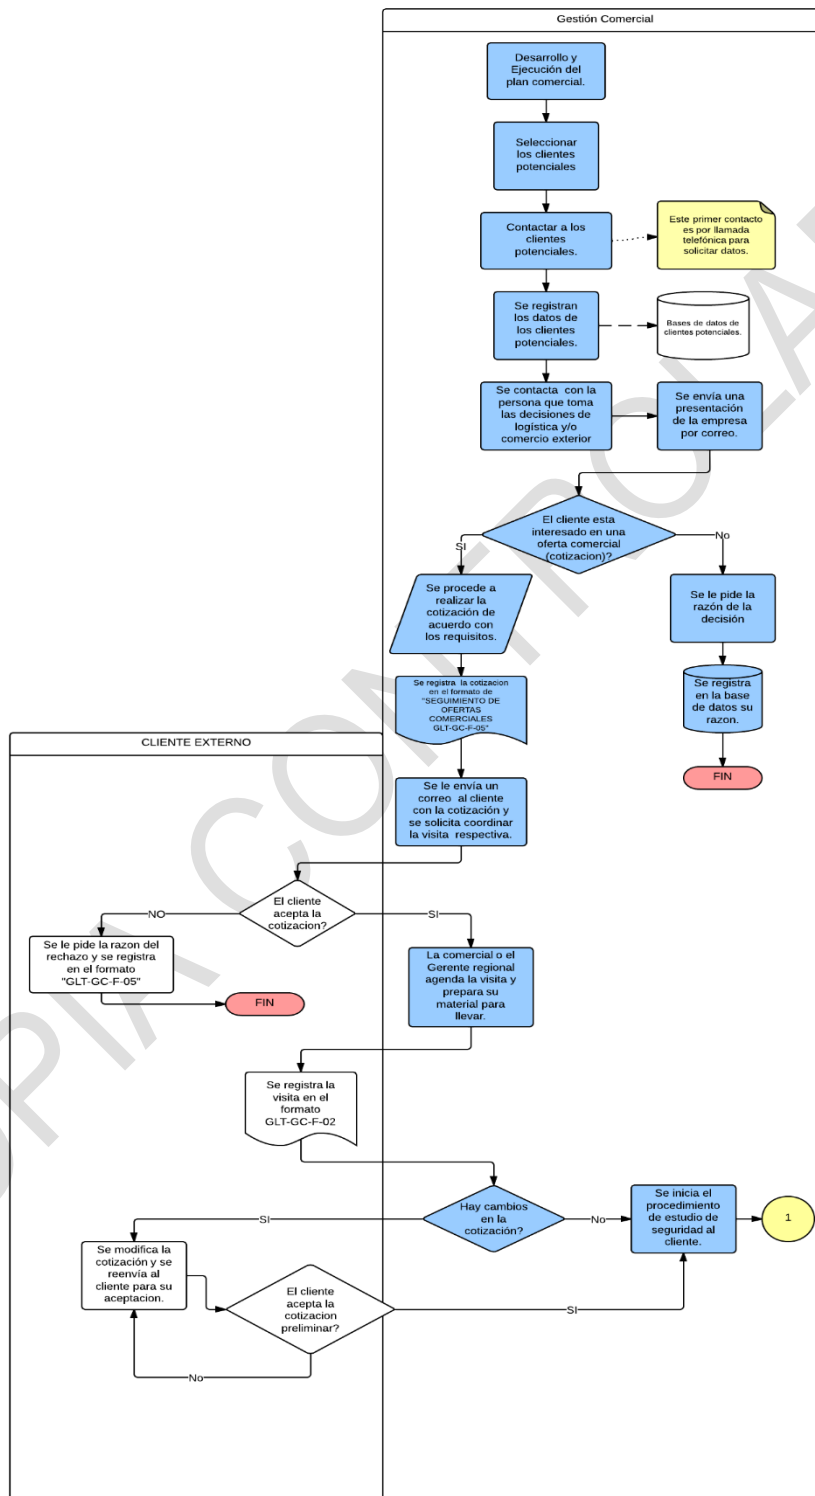 Gestión Comercial
Desarrollo y
Ejecución del
plan comercial.
Seleccionar
los clientes
potenciales
Contactar a los
clientes
potenciales.
Este primer contacto
es por llamada
telefónica para
solicitar datos.
Se registran
los datos de
los clientes
potenciales.
Bases de datos de
clientes potenciales.
Se contacta con la
persona que toma
las decisiones de
logística y/o
comercio exterior
Se envía una
presentación
de la empresa
por correo.
El cliente esta
interesado en una
oferta comercial
(cotizacion)?
SI
No
Se procede a
realizar la
cotización de
acuerdo con
los requisitos.
Se le pide la
razón de la
decisión
Se registra la cotizacion
en el formato de
"SEGUIMIENTO DE
OFERTAS
COMERCIALES
GLT-GC-F-05"
Se registra
en la base
de datos su
razon.
FIN
CLIENTE EXTERNO
Se le envía un
correo al cliente
con la cotización y
se solicita coordinar
la visita respectiva.
El cliente
acepta la
cotizacion?
NO
SI
Se le pide la razon del
rechazo y se registra
en el formato
"GLT-GC-F-05"
FIN
La comercial o el
Gerente regional
agenda la visita y
prepara su
material para
llevar.
Se registra la
visita en el
formato
GLT-GC-F-02
Hay cambios
en la
cotización?
SI
No
Se inicia el
procedimiento
de estudio de
seguridad al
cliente.
1
Se modifica la
cotización y se
reenvía al
cliente para su
aceptacion.
El cliente
acepta la
cotizacion
preliminar?
SI
No